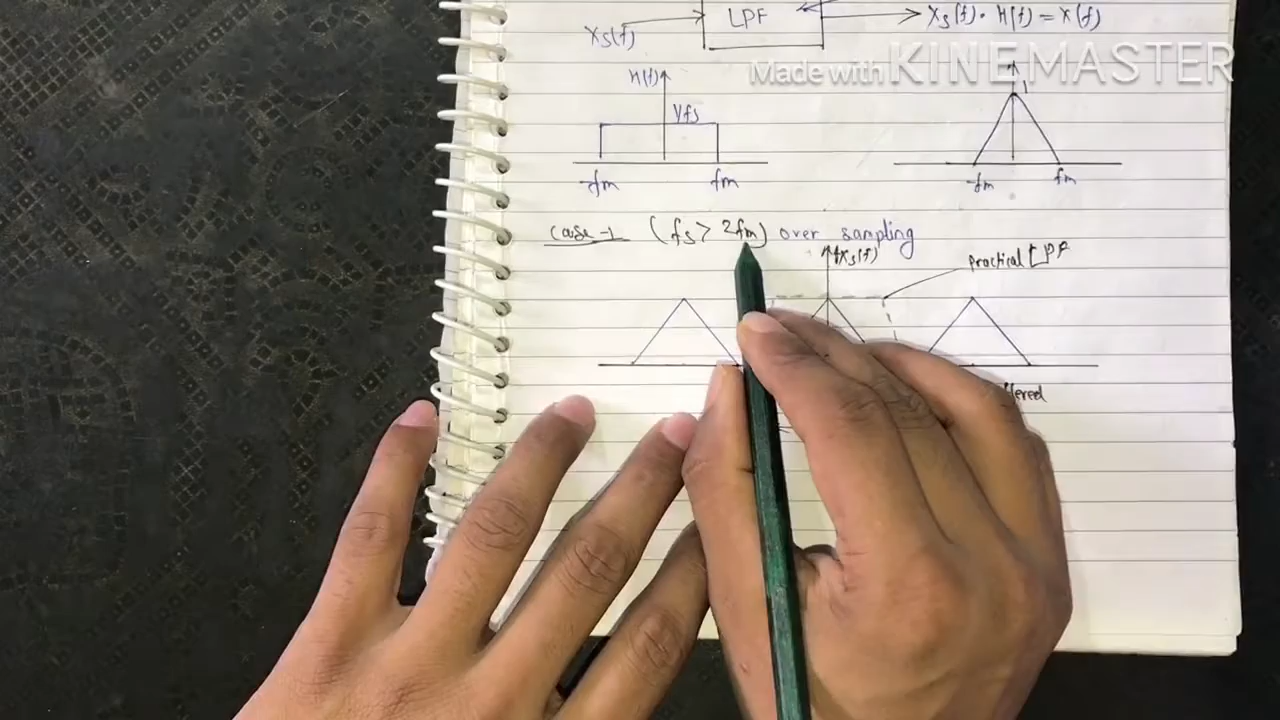 LPF
Xs(f)
Xs(f) · H(f) = X(f)
Made with KINEMASTER
H(f)
1/fs
1
-fm fm
-fm fm
Case -1 (fs > 2fm) over sampling
Xs(f)
Practical LPF